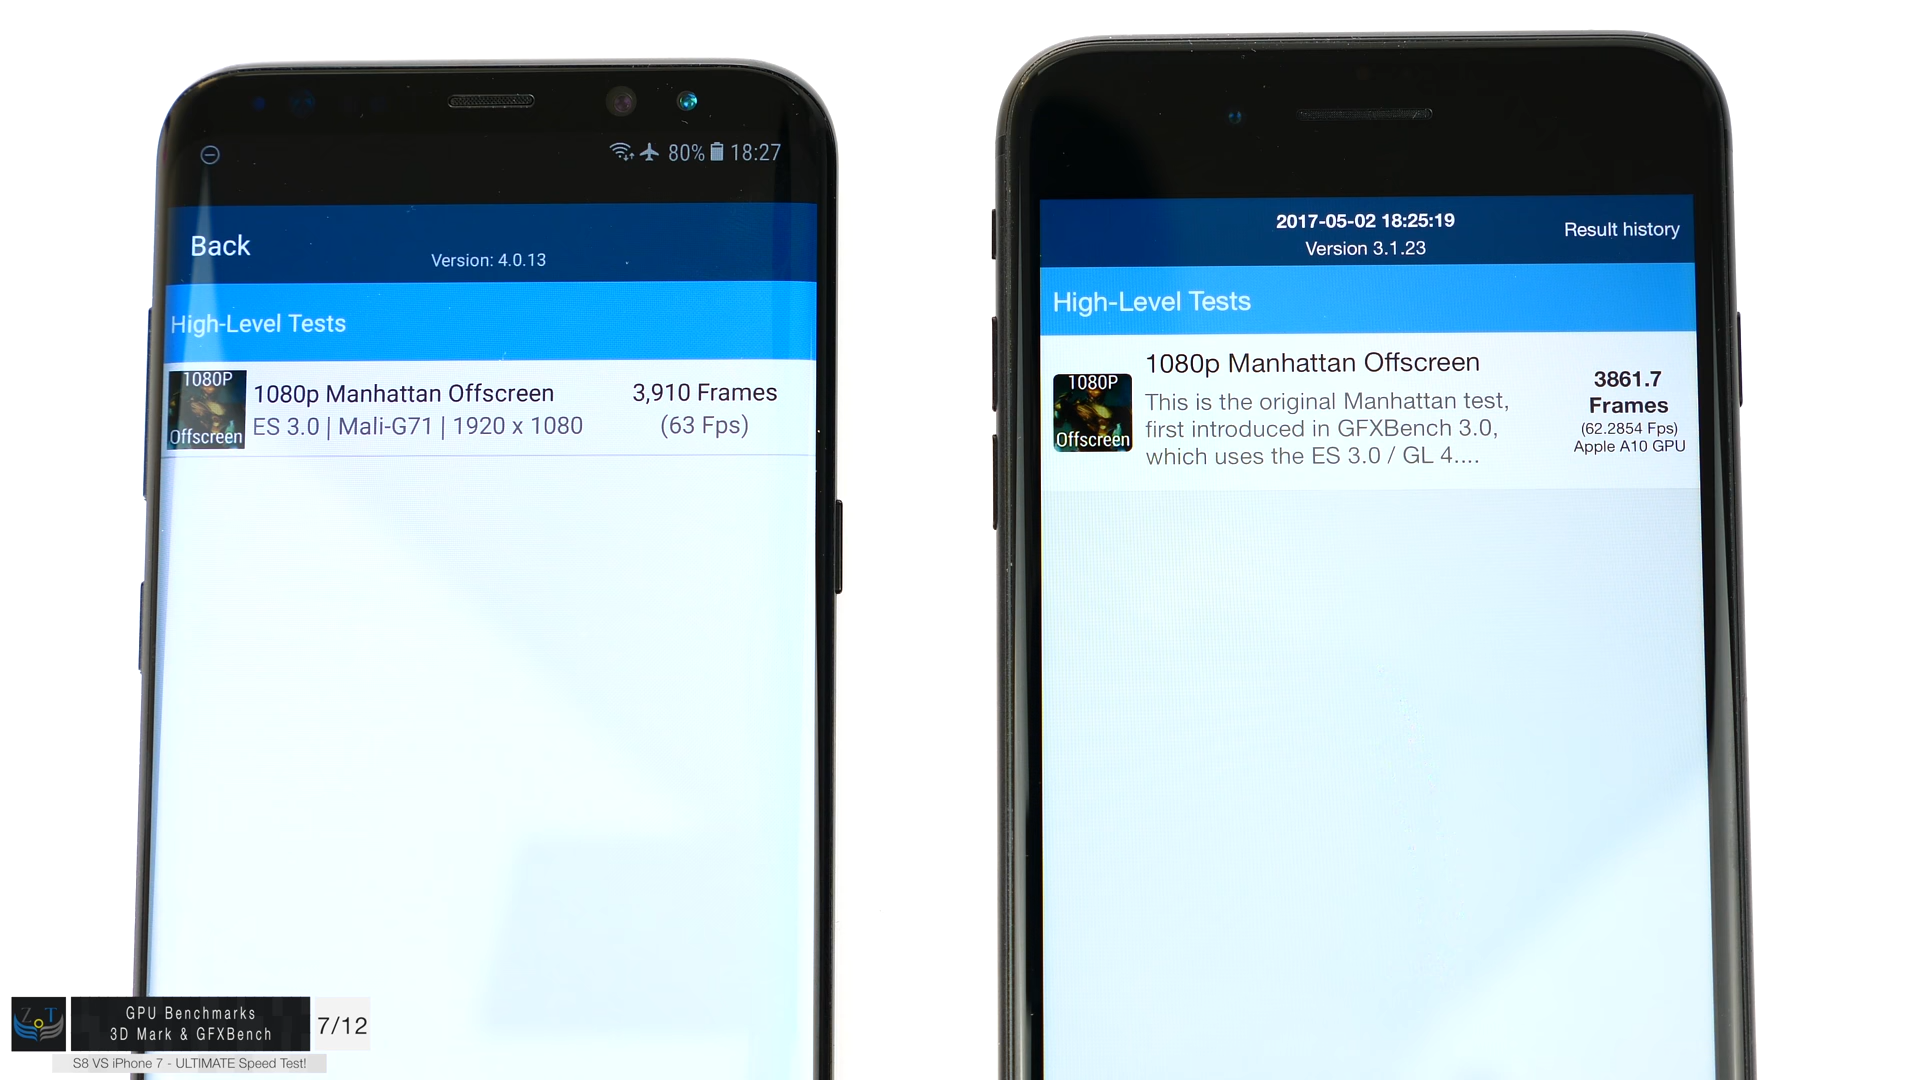 80% 18:27
Back
Version: 4.0.13
High-Level Tests
1080P
Offscreen
1080p Manhattan Offscreen
ES 3.0 | Mali-G71 | 1920 x 1080
3,910 Frames
(63 Fps)
2017-05-02 18:25:19
Version 3.1.23
Result history
High-Level Tests
1080P
Offscreen
1080p Manhattan Offscreen
This is the original Manhattan test,
first introduced in GFXBench 3.0,
which uses the ES 3.0 / GL 4....
3861.7
Frames
(62.2854 Fps)
Apple A10 GPU
ZoT
GPU Benchmarks
3D Mark & GFXBench
7/12
S8 VS iPhone 7 - ULTIMATE Speed Test!